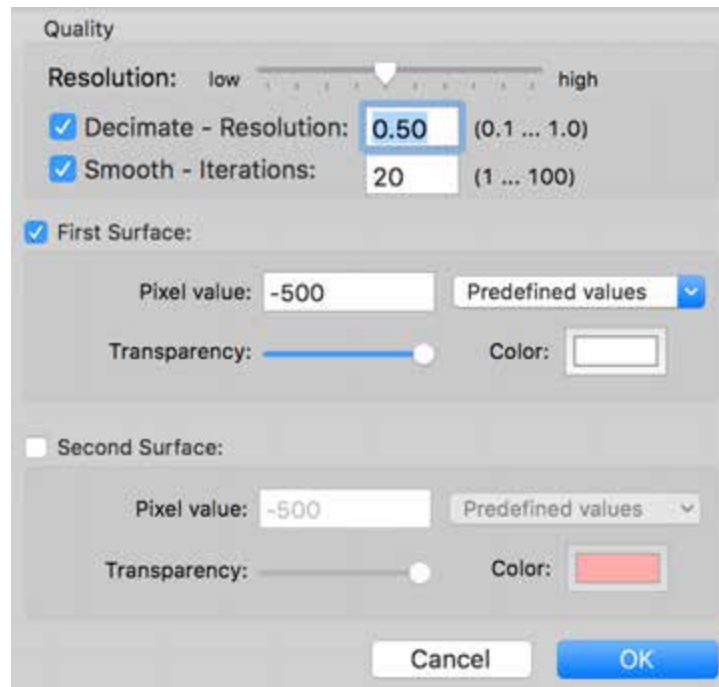 Quality
Resolution: low high
Decimate - Resolution: 0.50 (0.1 ... 1.0)
Smooth - Iterations: 20 (1 ... 100)
First Surface:
Pixel value: -500 Predefined values
Transparency: Color:
Second Surface:
Pixel value: -500 Predefined values
Transparency: Color:
Cancel OK